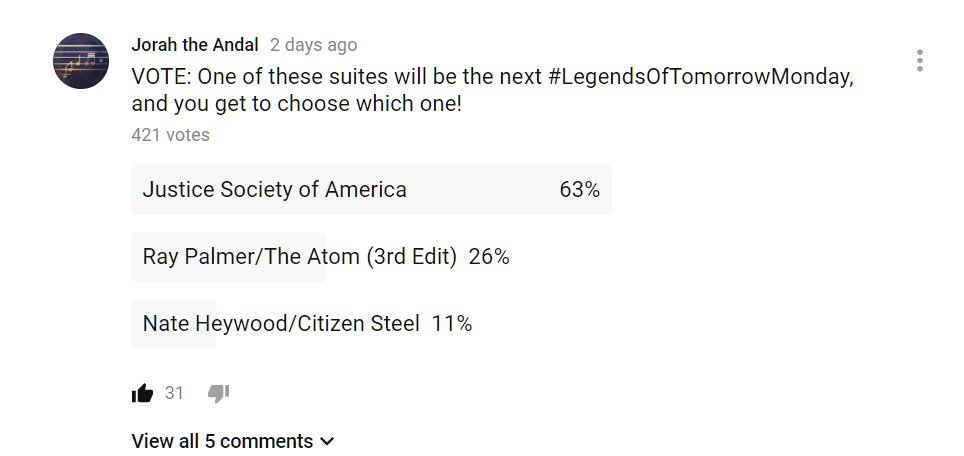 Jorah the Andal 2 days ago
VOTE: One of these suites will be the next #LegendsOfTomorrowMonday,
and you get to choose which one!
421 votes
Justice Society of America 63%
Ray Palmer/The Atom (3rd Edit) 26%
Nate Heywood/Citizen Steel 11%
31
View all 5 comments